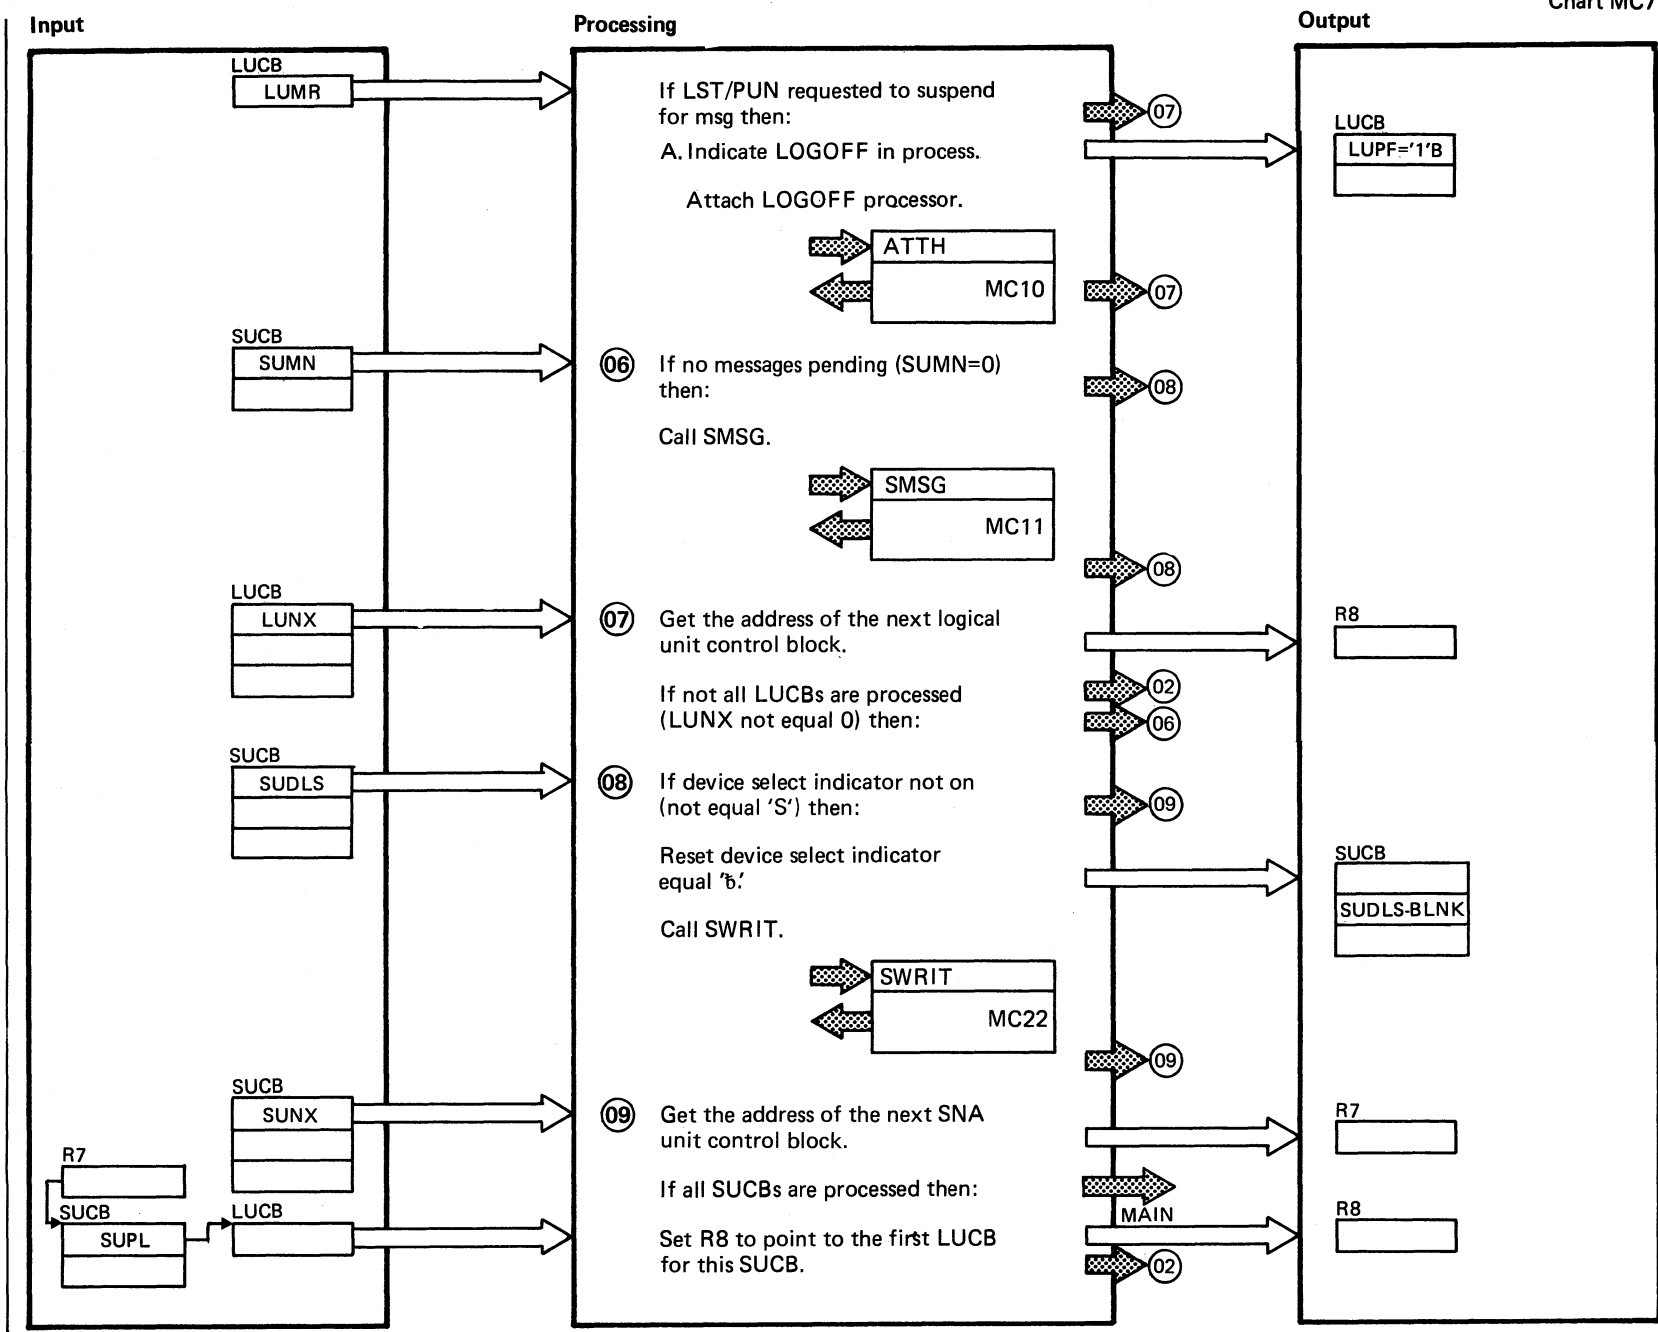 Chart MC7
Input
Processing
Output
LUCB
LUMR
If LST/PUN requested to suspend
for msg then:
07
A. Indicate LOGOFF in process.
LUCB
LUPF='1'B
Attach LOGOFF processor.
ATTH
MC10
07
SUCB
SUMN
06
If no messages pending (SUMN=0)
then:
08
Call SMSG.
SMSG
MC11
08
LUCB
LUNX
07
Get the address of the next logical
unit control block.
R8
If not all LUCBs are processed
(LUNX not equal 0) then:
02
06
SUCB
SUDLS
08
If device select indicator not on
(not equal 'S') then:
09
Reset device select indicator
equal 'ƀ.'
SUCB
SUDLS-BLNK
Call SWRIT.
SWRIT
MC22
09
SUCB
SUNX
09
Get the address of the next SNA
unit control block.
R7
R7
If all SUCBs are processed then:
MAIN
SUCB
SUPL
LUCB
Set R8 to point to the first LUCB
for this SUCB.
R8
02